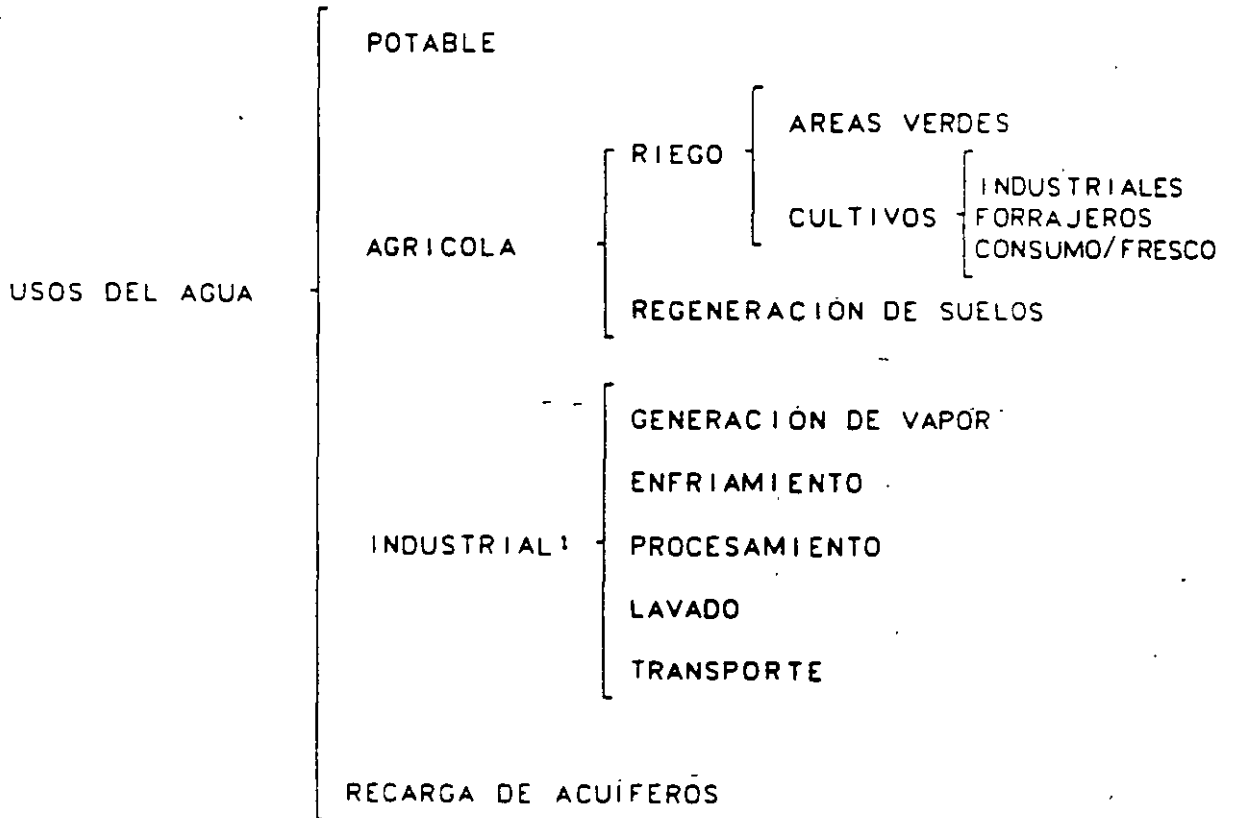 POTABLE
AREAS VERDES
RIEGO
INDUSTRIALES
CULTIVOS
FORRAJEROS
AGRICOLA
CONSUMO/FRESCO
USOS DEL AGUA
REGENERACIÓN DE SUELOS
GENERACIÓN DE VAPOR
ENFRIAMIENTO
INDUSTRIAL¹
PROCESAMIENTO
LAVADO
TRANSPORTE
RECARGA DE ACUÍFEROS